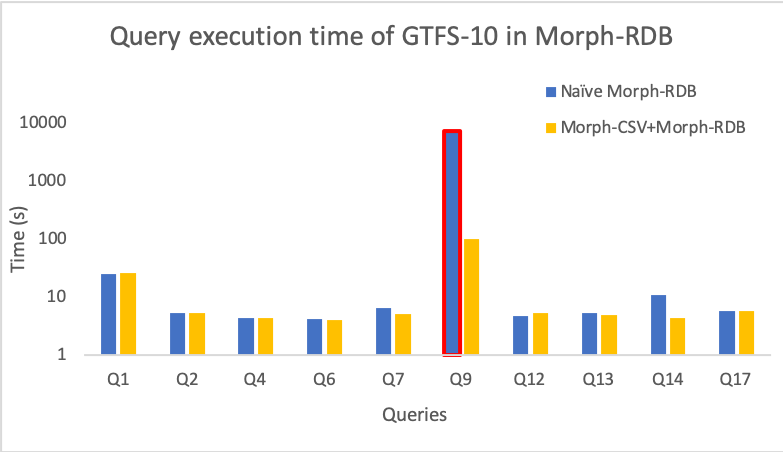 Query execution time of GTFS-10 in Morph-RDB
Naïve Morph-RDB
Morph-CSV+Morph-RDB
10000
1000
100
10
1
Time (s)
Q1 Q2 Q4 Q6 Q7 Q9 Q12 Q13 Q14 Q17
Queries